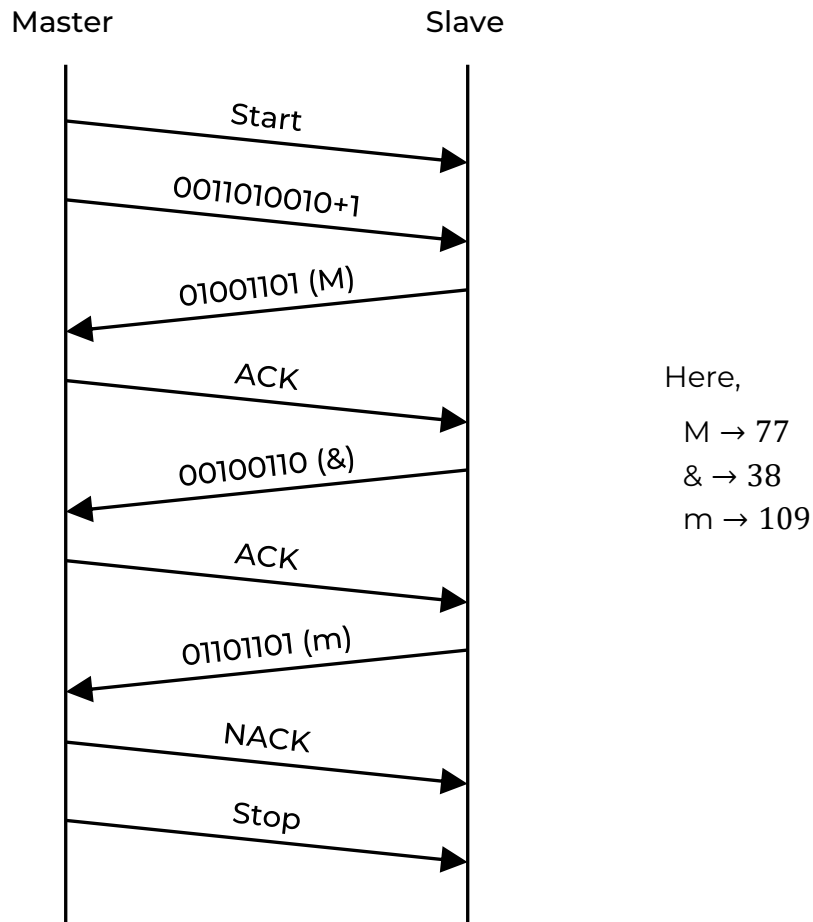 Master
Slave
Start
0011010010+1
01001101 (M)
ACK
00100110 (&)
ACK
01101101 (m)
NACK
Stop
Here,
M → 77
& → 38
m → 109